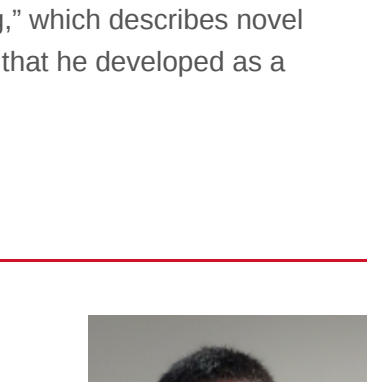 ,” which describes novel
that he developed as a